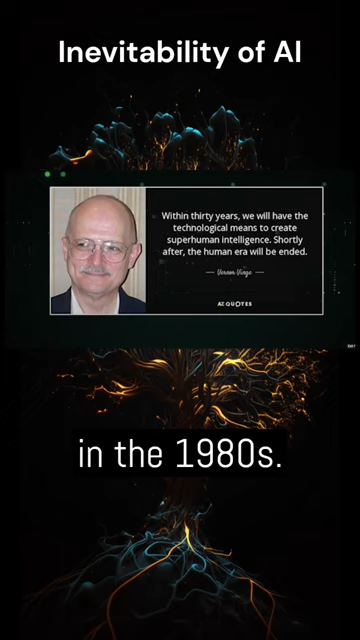 Inevitability of AI
Within thirty years, we will have the
technological means to create
superhuman intelligence. Shortly
after, the human era will be ended.
— Vernor Vinge —
AZ QUOTES
in the 1980s.